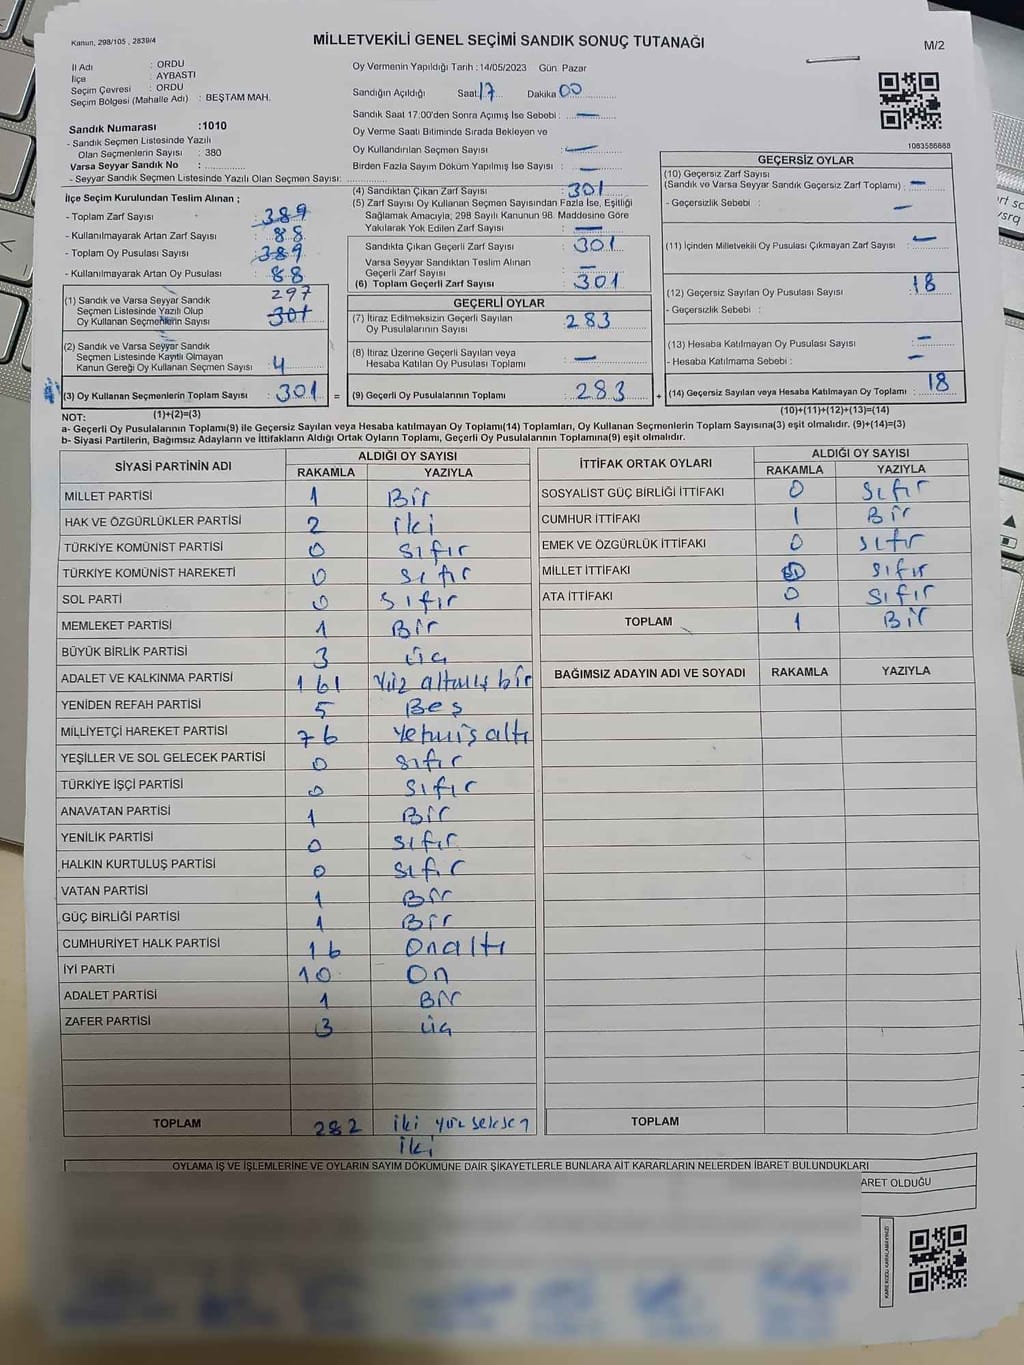 Kanun, 298/105 , 2839/4
MİLLETVEKİLİ GENEL SEÇİMİ SANDIK SONUÇ TUTANAĞI
M/2
İl Adı : ORDU
İlçe : AYBASTI
Seçim Çevresi : ORDU
Seçim Bölgesi (Mahalle Adı) : BEŞTAM MAH.
Sandık Numarası :1010
- Sandık Seçmen Listesinde Yazılı
Olan Seçmenlerin Sayısı : 380
Varsa Seyyar Sandık No :
- Seyyar Sandık Seçmen Listesinde Yazılı Olan Seçmen Sayısı:
Oy Vermenin Yapıldığı Tarih :14/05/2023 Gün Pazar
Sandığın Açıldığı Saat:17 Dakika 00
Sandık Saat 17:00'den Sonra Açımış İse Sebebi : —
Oy Verme Saati Bitiminde Sırada Bekleyen ve
Oy Kullandırılan Seçmen Sayısı : —
Birden Fazla Sayım Döküm Yapılmış İse Sayısı : —
1083586888
İlçe Seçim Kurulundan Teslim Alınan ;
- Toplam Zarf Sayısı : 389
- Kullanılmayarak Artan Zarf Sayısı : 88
- Toplam Oy Pusulası Sayısı : 389
- Kullanılmayarak Artan Oy Pusulası : 88
297
(1) Sandık ve Varsa Seyyar Sandık
Seçmen Listesinde Yazılı Olup
Oy Kullanan Seçmenlerin Sayısı : 301
(2) Sandık ve Varsa Seyyar Sandık
Seçmen Listesinde Kayıtlı Olmayan
Kanun Gereği Oy Kullanan Seçmen Sayısı : 4
(3) Oy Kullanan Seçmenlerin Toplam Sayısı : 301 =
(4) Sandıktan Çıkan Zarf Sayısı : 301
(5) Zarf Sayısı Oy Kullanan Seçmen Sayısından Fazla İse, Eşitliği
Sağlamak Amacıyla; 298 Sayılı Kanunun 98. Maddesine Göre
Yakılarak Yok Edilen Zarf Sayısı : —
Sandıkta Çıkan Geçerli Zarf Sayısı : 301
Varsa Seyyar Sandıktan Teslim Alınan
Geçerli Zarf Sayısı : —
(6) Toplam Geçerli Zarf Sayısı : 301
GEÇERLİ OYLAR
(7) İtiraz Edilmeksizin Geçerli Sayılan
Oy Pusulalarının Sayısı : 283
(8) İtiraz Üzerine Geçerli Sayılan veya
Hesaba Katılan Oy Pusulası Toplamı : —
(9) Geçerli Oy Pusulalarının Toplamı : 283 +
GEÇERSİZ OYLAR
(10) Geçersiz Zarf Sayısı
(Sandık ve Varsa Seyyar Sandık Geçersiz Zarf Toplamı) : —
- Geçersizlik Sebebi : —
(11) İçinden Milletvekili Oy Pusulası Çıkmayan Zarf Sayısı : —
(12) Geçersiz Sayılan Oy Pusulası Sayısı : 18
- Geçersizlik Sebebi :
(13) Hesaba Katılmayan Oy Pusulası Sayısı : —
- Hesaba Katılmama Sebebi : —
(14) Geçersiz Sayılan veya Hesaba Katılmayan Oy Toplamı : 18
NOT: (1)+(2)=(3) (10)+(11)+(12)+(13)=(14)
a- Geçerli Oy Pusulalarının Toplamı(9) ile Geçersiz Sayılan veya Hesaba katılmayan Oy Toplamı(14) Toplamları, Oy Kullanan Seçmenlerin Toplam Sayısına(3) eşit olmalıdır. (9)+(14)=(3)
b- Siyasi Partilerin, Bağımsız Adayların ve İttifakların Aldığı Ortak Oyların Toplamı, Geçerli Oy Pusulalarının Toplamına(9) eşit olmalıdır.
SİYASİ PARTİNİN ADI ALDIĞI OY SAYISI
RAKAMLA YAZIYLA
MİLLET PARTİSİ 1 Bir
HAK VE ÖZGÜRLÜKLER PARTİSİ 2 iki
TÜRKİYE KOMÜNİST PARTİSİ 0 sıfır
TÜRKİYE KOMÜNİST HAREKETİ 0 sıfır
SOL PARTİ 0 sıfır
MEMLEKET PARTİSİ 1 Bir
BÜYÜK BİRLİK PARTİSİ 3 üç
ADALET VE KALKINMA PARTİSİ 161 Yüz altmış bir
YENİDEN REFAH PARTİSİ 5 Beş
MİLLİYETÇİ HAREKET PARTİSİ 76 Yetmiş altı
YEŞİLLER VE SOL GELECEK PARTİSİ 0 sıfır
TÜRKİYE İŞÇİ PARTİSİ 0 sıfır
ANAVATAN PARTİSİ 1 Bir
YENİLİK PARTİSİ 0 sıfır
HALKIN KURTULUŞ PARTİSİ 0 sıfır
VATAN PARTİSİ 1 Bir
GÜÇ BİRLİĞİ PARTİSİ 1 Bir
CUMHURİYET HALK PARTİSİ 16 Onaltı
İYİ PARTİ 10 On
ADALET PARTİSİ 1 Bir
ZAFER PARTİSİ 3 üç
TOPLAM 282 iki yüz seksen
iki
İTTİFAK ORTAK OYLARI ALDIĞI OY SAYISI
RAKAMLA YAZIYLA
SOSYALİST GÜÇ BİRLİĞİ İTTİFAKI 0 sıfır
CUMHUR İTTİFAKI 1 Bir
EMEK VE ÖZGÜRLÜK İTTİFAKI 0 sıfır
MİLLET İTTİFAKI 0 sıfır
ATA İTTİFAKI 0 sıfır
TOPLAM 1 Bir
BAĞIMSIZ ADAYIN ADI VE SOYADI RAKAMLA YAZIYLA
TOPLAM
OYLAMA İŞ VE İŞLEMLERİNE VE OYLARIN SAYIM DÖKÜMÜNE DAİR ŞİKAYETLERLE BUNLARA AİT KARARLARIN NELERDEN İBARET BULUNDUKLARI
ARET OLDUĞU